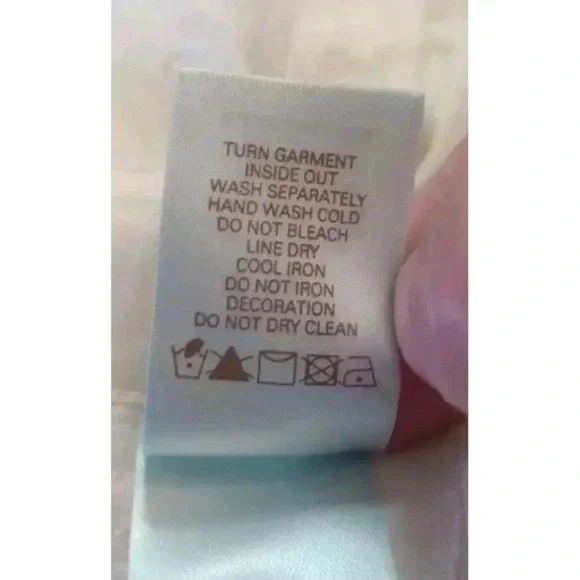 TURN GARMENT
INSIDE OUT
WASH SEPARATELY
HAND WASH COLD
DO NOT BLEACH
LINE DRY
COOL IRON
DO NOT IRON
DECORATION
DO NOT DRY CLEAN